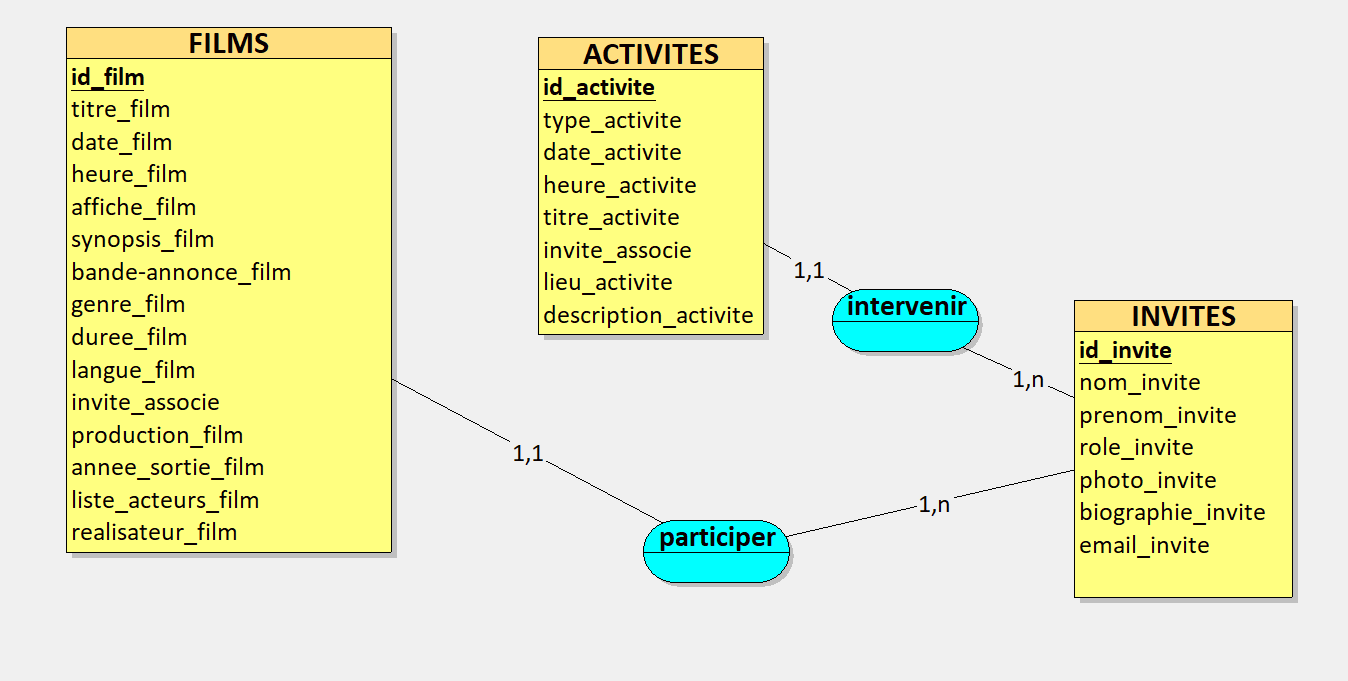 FILMS
id_film
titre_film
date_film
heure_film
affiche_film
synopsis_film
bande-annonce_film
genre_film
duree_film
langue_film
invite_associe
production_film
annee_sortie_film
liste_acteurs_film
realisateur_film
ACTIVITES
id_activite
type_activite
date_activite
heure_activite
titre_activite
invite_associe
lieu_activite
description_activite
1,1
intervenir
1,n
INVITES
id_invite
nom_invite
prenom_invite
role_invite
photo_invite
biographie_invite
email_invite
1,1
participer
1,n